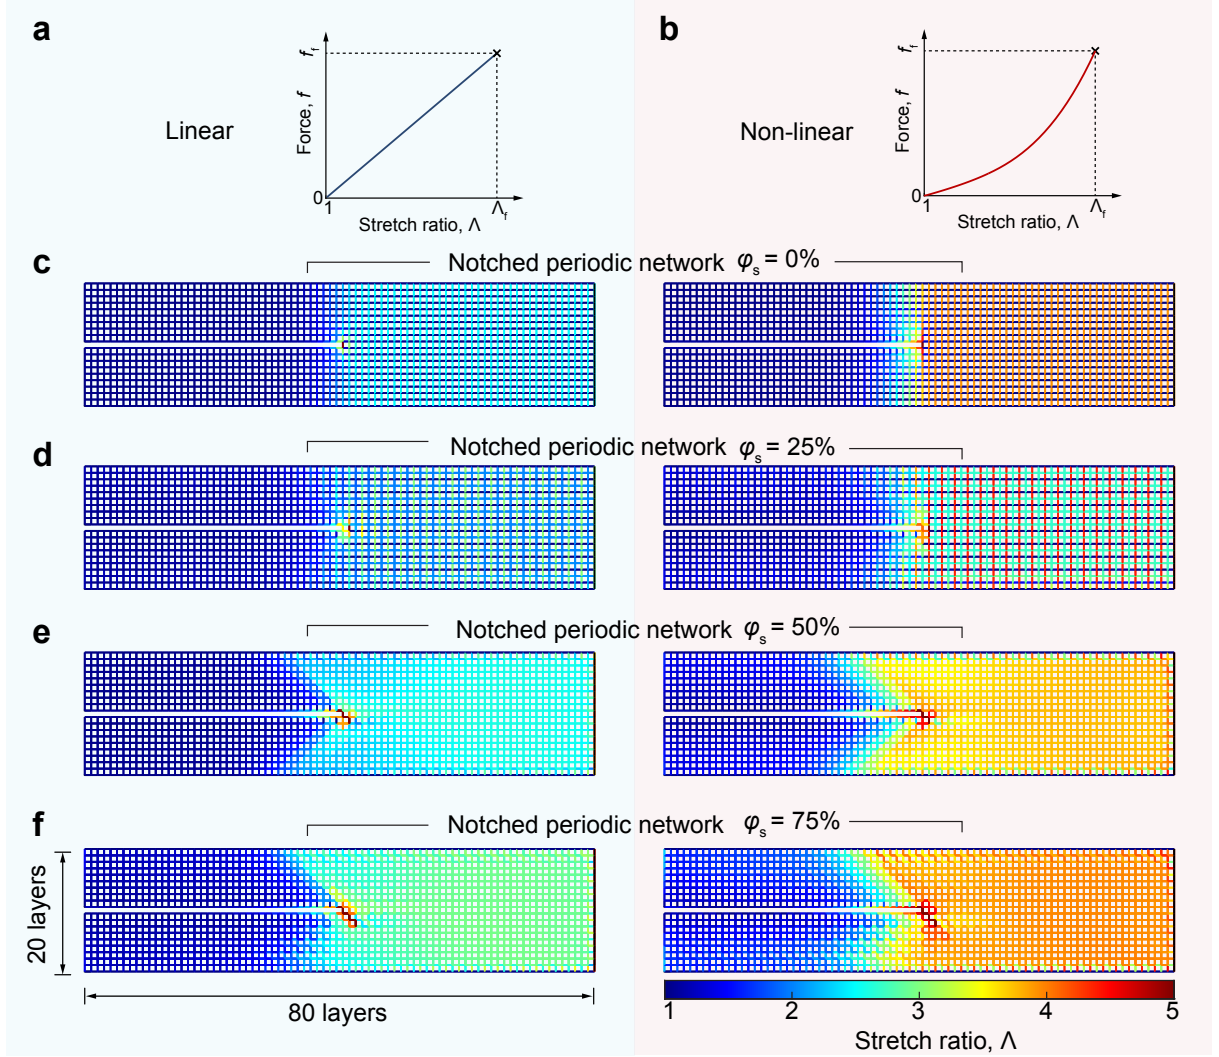 a
b
f_f
Force, f
Linear
0
1
Λ_f
Stretch ratio, Λ
f_f
Force, f
Non-linear
0
1
Λ_f
Stretch ratio, Λ
c
Notched periodic network φ_s = 0%
d
Notched periodic network φ_s = 25%
e
Notched periodic network φ_s = 50%
f
Notched periodic network φ_s = 75%
20 layers
80 layers
1 2 3 4 5
Stretch ratio, Λ